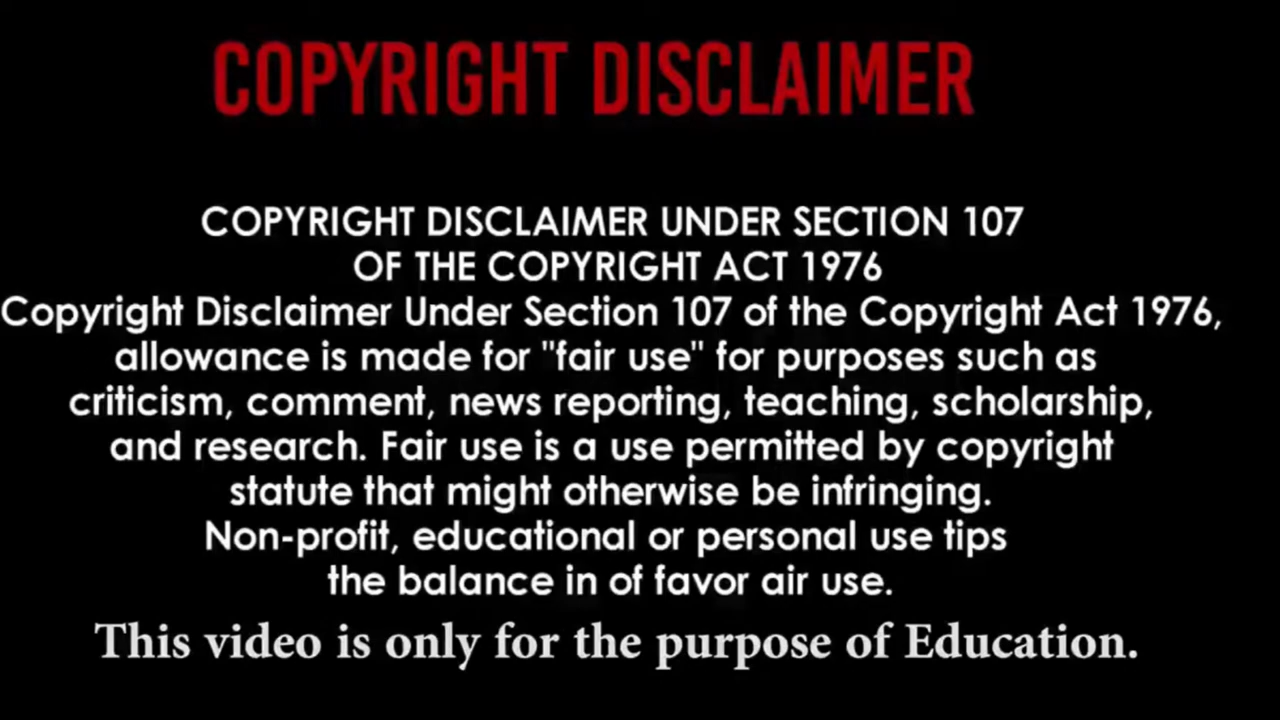 COPYRIGHT DISCLAIMER
COPYRIGHT DISCLAIMER UNDER SECTION 107
OF THE COPYRIGHT ACT 1976
Copyright Disclaimer Under Section 107 of the Copyright Act 1976,
allowance is made for "fair use" for purposes such as
criticism, comment, news reporting, teaching, scholarship,
and research. Fair use is a use permitted by copyright
statute that might otherwise be infringing.
Non-profit, educational or personal use tips
the balance in of favor air use.
This video is only for the purpose of Education.